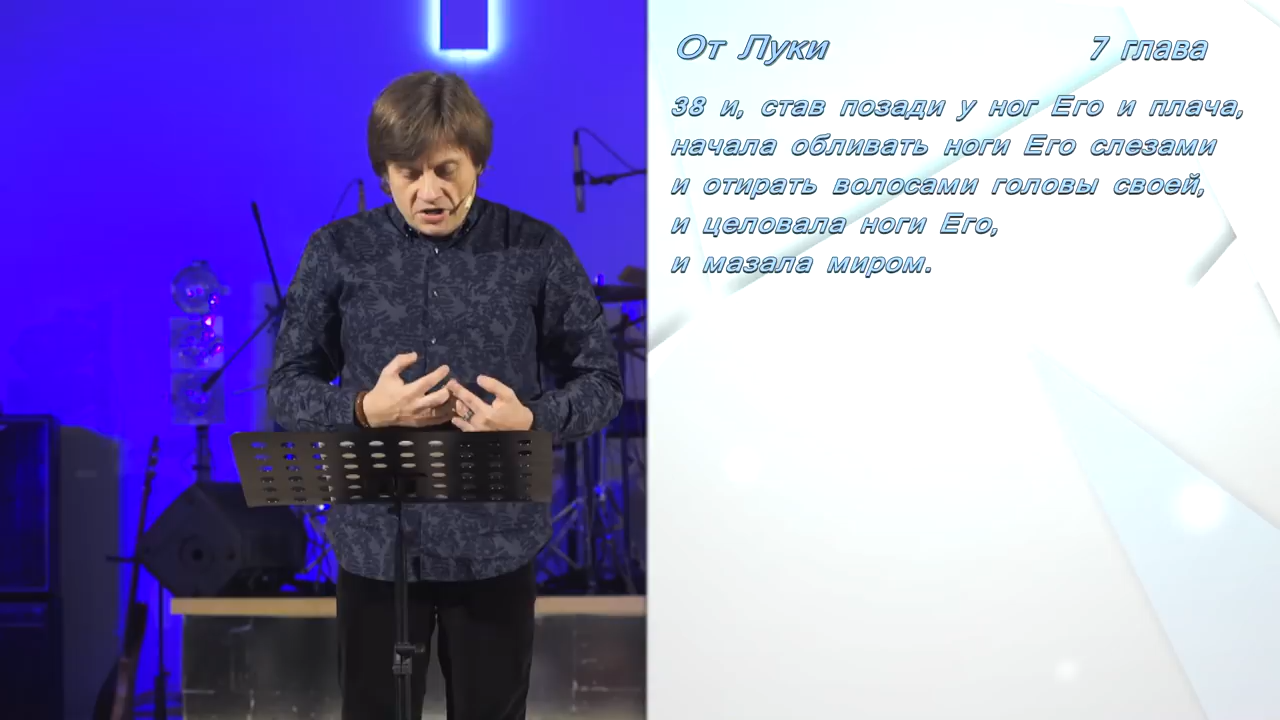 От Луки 7 глава
38 и, став позади у ног Его и плача,
начала обливать ноги Его слезами
и отирать волосами головы своей,
и целовала ноги Его,
и мазала миром.